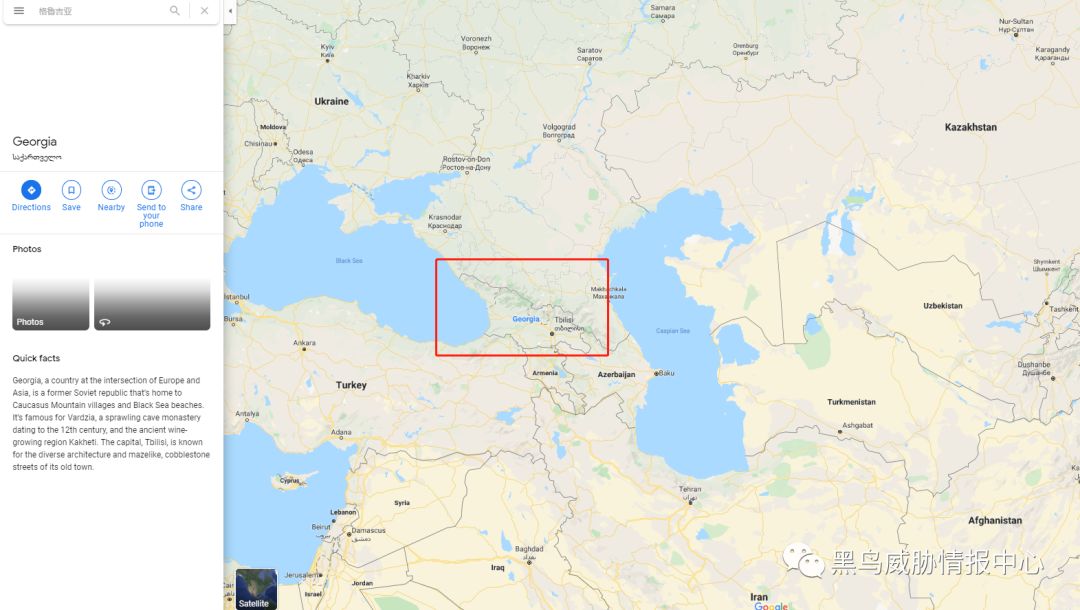 格鲁吉亚
Georgia
საქართველო
Directions
Save
Nearby
Send to
your
phone
Share
Photos
Photos
Quick facts
Georgia, a country at the intersection of Europe and
Asia, is a former Soviet republic that's home to
Caucasus Mountain villages and Black Sea beaches.
It's famous for Vardzia, a sprawling cave monastery
dating to the 12th century, and the ancient wine-
growing region Kakheti. The capital, Tbilisi, is known
for the diverse architecture and mazelike, cobblestone
streets of its old town.
Satellite
Samara
Самара
Nur-Sultan
Нур-Султан
Voronezh
Воронеж
Kyiv
Київ
Saratov
Саратов
Orenburg
Оренбург
Karagandy
Қарағанды
Kharkiv
Харків
Ukraine
Volgograd
Волгоград
Kazakhstan
Moldova
Chisinau
Odesa
Одеса
Rostov-on-Don
Ростов-на-Дону
Krasnodar
Краснодар
Black Sea
Shymkent
Шымкент
Istanbul
Makhachkala
Махачкала
Uzbekistan
Tashkent
Bursa
Georgia
Tbilisi
თბილისი
Caspian Sea
Ankara
Armenia
Azerbaijan
Baku
Dushanbe
Душанбе
Turkey
Turkmenistan
Antalya
Adana
Ashgabat
Cyprus
Syria
Tehran
تهران
Lebanon
Beirut
بيروت
Damascus
دمشق
Afghanistan
Baghdad
بغداد
Iraq
Jerusalem
Jordan
Israel
Iran
Google
黑鸟威胁情报中心